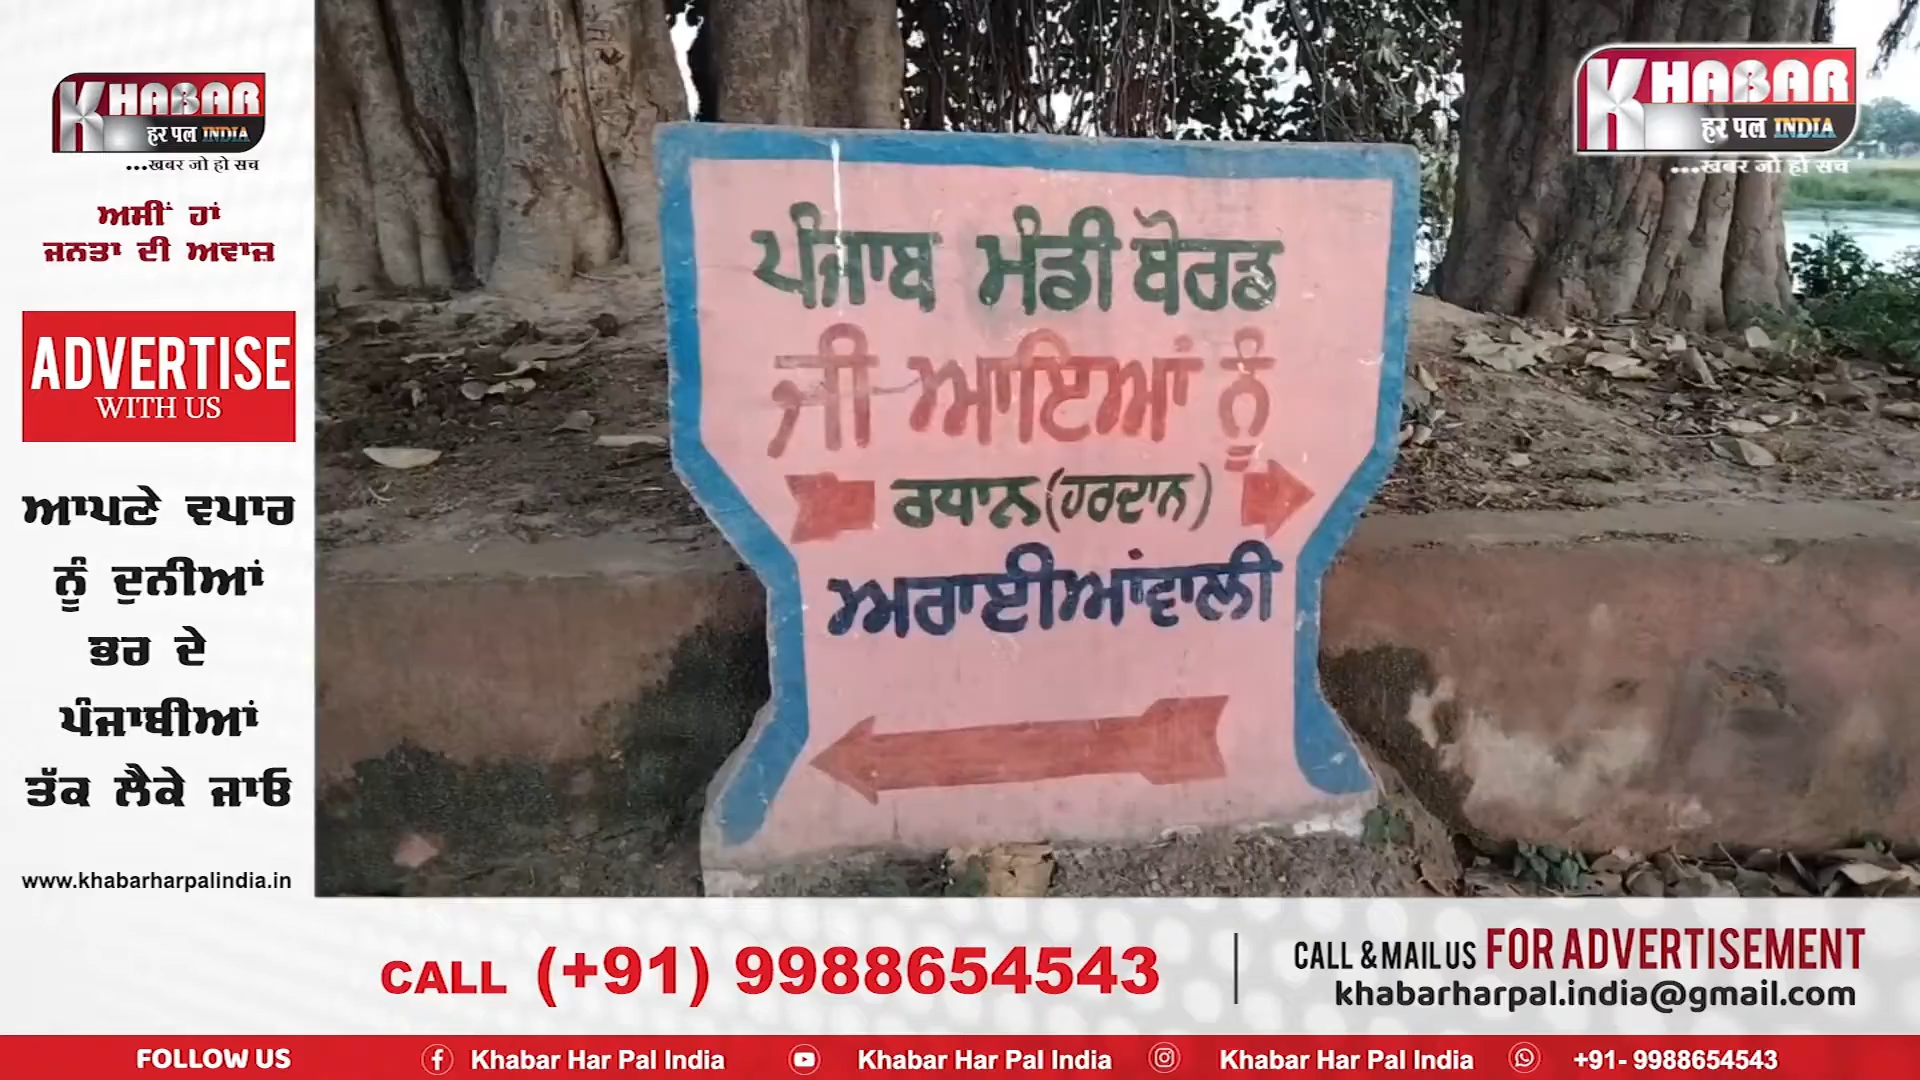 KHABAR
हर पल INDIA
...खबर जो हो सच
ਅਸੀਂ ਹਾਂ
ਜਨਤਾ ਦੀ ਅਵਾਜ਼
ADVERTISE
WITH US
ਆਪਣੇ ਵਪਾਰ
ਨੂੰ ਦੁਨੀਆਂ
ਭਰ ਦੇ
ਪੰਜਾਬੀਆਂ
ਤੱਕ ਲੈਕੇ ਜਾਓ
www.khabarharpalindia.in
KHABAR
हर पल INDIA
...खबर जो हो सच
ਪੰਜਾਬ ਮੰਡੀ ਬੋਰਡ
ਜੀ ਆਇਆਂ ਨੂੰ
ਰਧਾਨ (ਹਰਦਾਨ)
ਅਰਾਈਆਂਵਾਲੀ
CALL (+91) 9988654543
CALL & MAIL US FOR ADVERTISEMENT
khabarharpal.india@gmail.com
FOLLOW US Khabar Har Pal India Khabar Har Pal India Khabar Har Pal India +91- 9988654543